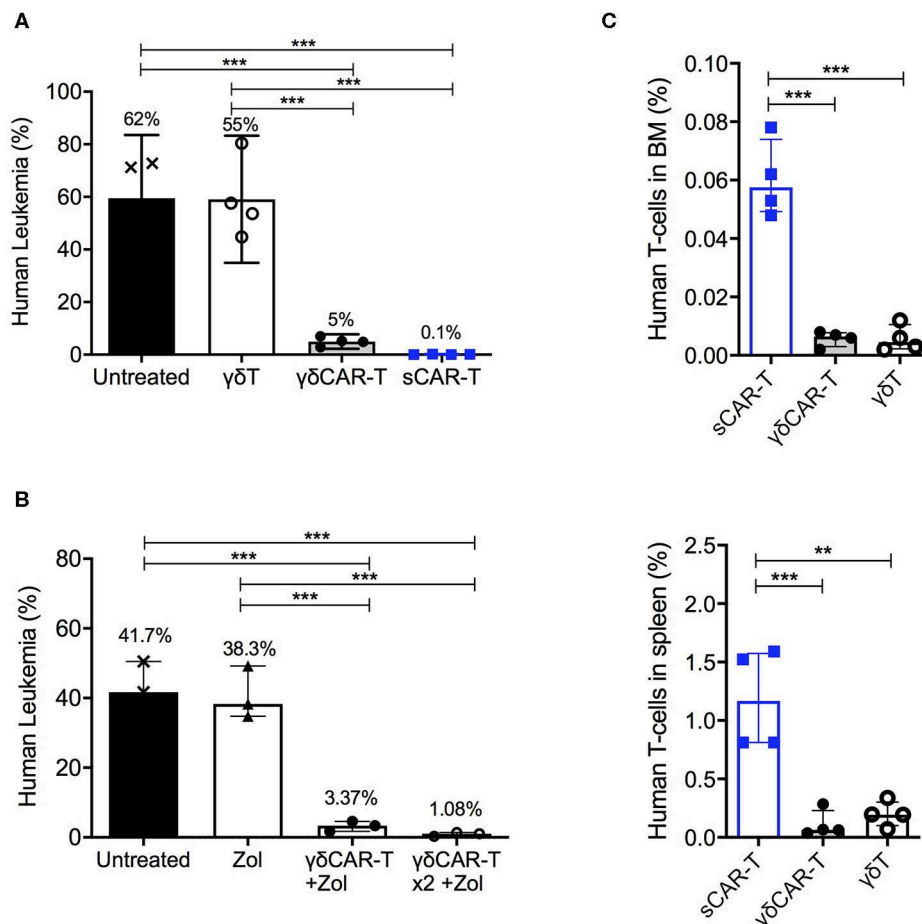 A
***
***
***
***
Human Leukemia (%)
100
80
60
40
20
0
62%
55%
5%
0.1%
Untreated
γδT
γδCAR-T
sCAR-T
B
***
***
***
***
Human Leukemia (%)
80
60
40
20
0
41.7%
38.3%
3.37%
1.08%
Untreated
Zol
γδCAR-T
+Zol
γδCAR-T
x2 +Zol
C
***
***
Human T-cells in BM (%)
0.10
0.08
0.06
0.04
0.02
0.00
sCAR-T
γδCAR-T
γδT
**
***
Human T-cells in spleen (%)
2.5
2.0
1.5
1.0
0.5
0.0
sCAR-T
γδCAR-T
γδT